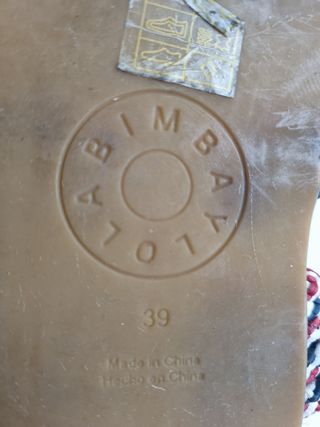 BIMBA Y LOLA
39
Made in China
Hecho en China